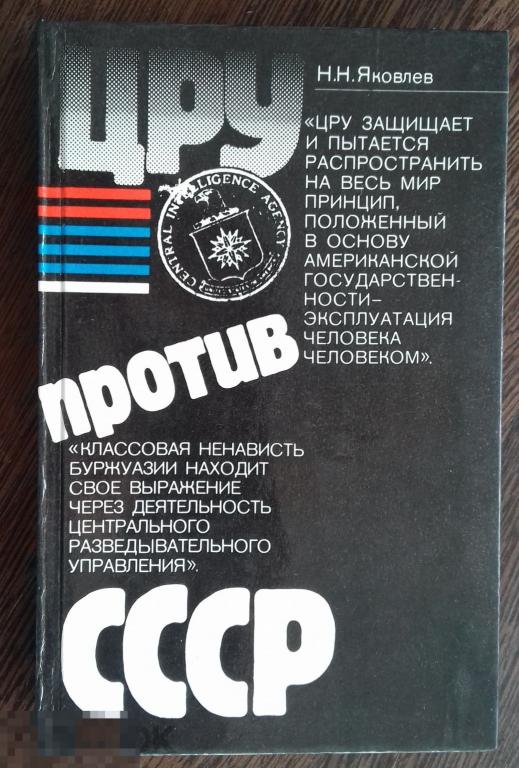 ЦРУ
Н.Н.Яковлев
«ЦРУ ЗАЩИЩАЕТ
И ПЫТАЕТСЯ
РАСПРОСТРАНИТЬ
НА ВЕСЬ МИР
ПРИНЦИП,
ПОЛОЖЕННЫЙ
В ОСНОВУ
АМЕРИКАНСКОЙ
ГОСУДАРСТВЕН-
НОСТИ–
ЭКСПЛУАТАЦИЯ
ЧЕЛОВЕКА
ЧЕЛОВЕКОМ».
CENTRAL INTELLIGENCE AGENCY
против
«КЛАССОВАЯ НЕНАВИСТЬ
БУРЖУАЗИИ НАХОДИТ
СВОЕ ВЫРАЖЕНИЕ
ЧЕРЕЗ ДЕЯТЕЛЬНОСТЬ
ЦЕНТРАЛЬНОГО
РАЗВЕДЫВАТЕЛЬНОГО
УПРАВЛЕНИЯ».
СССР